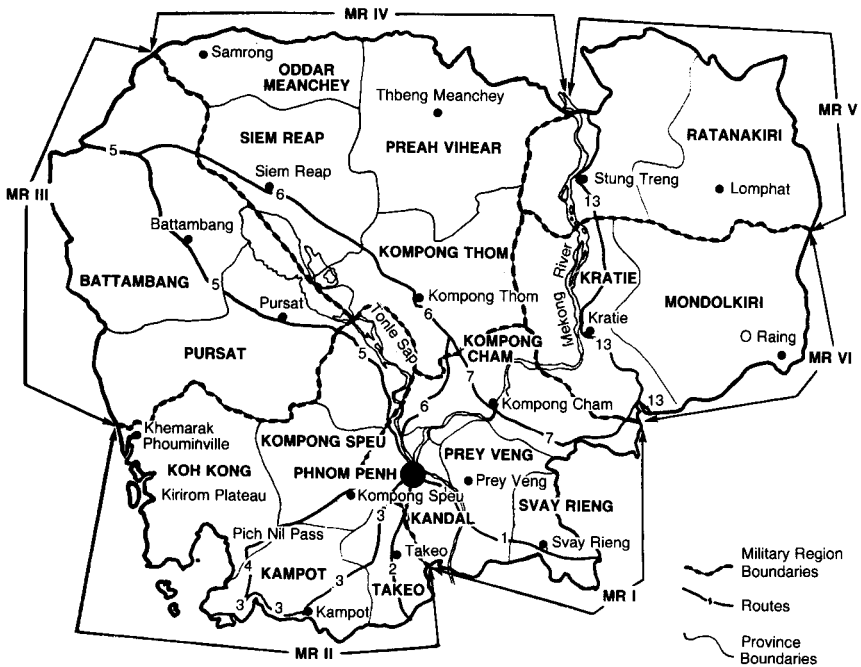 MR IV
Samrong
ODDAR
MEANCHEY
Thbeng Meanchey
MR V
SIEM REAP
PREAH VIHEAR
RATANAKIRI
5
Siem Reap
Stung Treng
Lomphat
MR III
6
13
Battambang
KOMPONG THOM
Mekong River
KRATIE
BATTAMBANG
5
Kompong Thom
MONDOLKIRI
Pursat
6
Tonle Sap
Kratie
13
O Raing
PURSAT
5
KOMPONG
CHAM
MR VI
7
6
Kompong Cham
13
Khemarak
Phouminville
KOMPONG SPEU
7
KOH KONG
PHNOM PENH
PREY VENG
Kirirom Plateau
Kompong Speu
Prey Veng
SVAY RIENG
3
KANDAL
Pich Nil Pass
1
Svay Rieng
4
KAMPOT
3
Takeo
2
TAKEO
3
3
Kampot
MR I
MR II
Military Region
Boundaries
Routes
Province
Boundaries